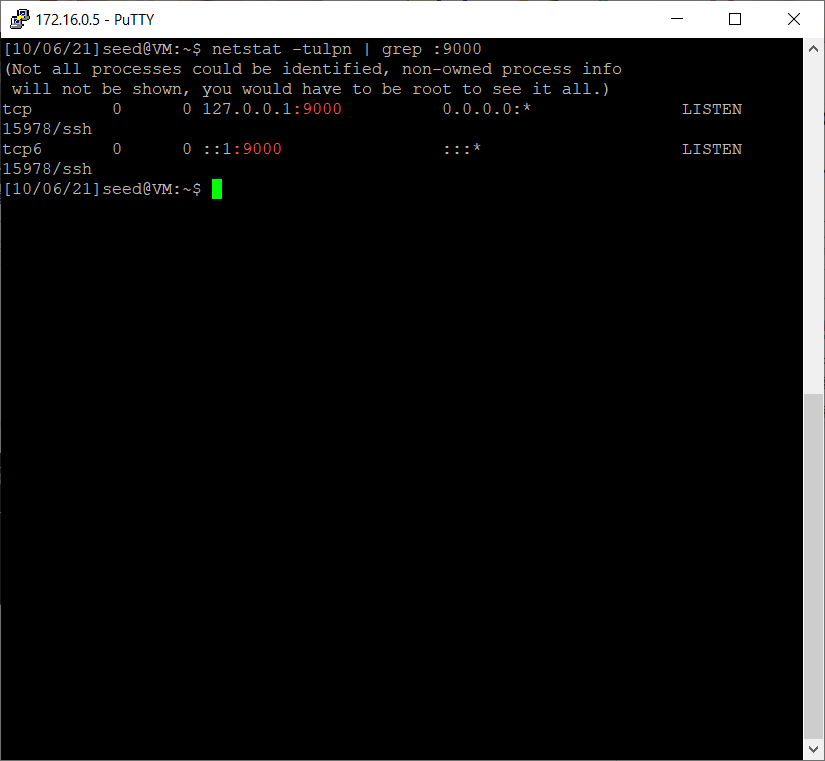 172.16.0.5 - PuTTY
[10/06/21]seed@VM:~$ netstat -tulpn | grep :9000
(Not all processes could be identified, non-owned process info
 will not be shown, you would have to be root to see it all.)
tcp        0      0 127.0.0.1:9000          0.0.0.0:*               LISTEN
15978/ssh
tcp6       0      0 ::1:9000                :::*                    LISTEN
15978/ssh
[10/06/21]seed@VM:~$